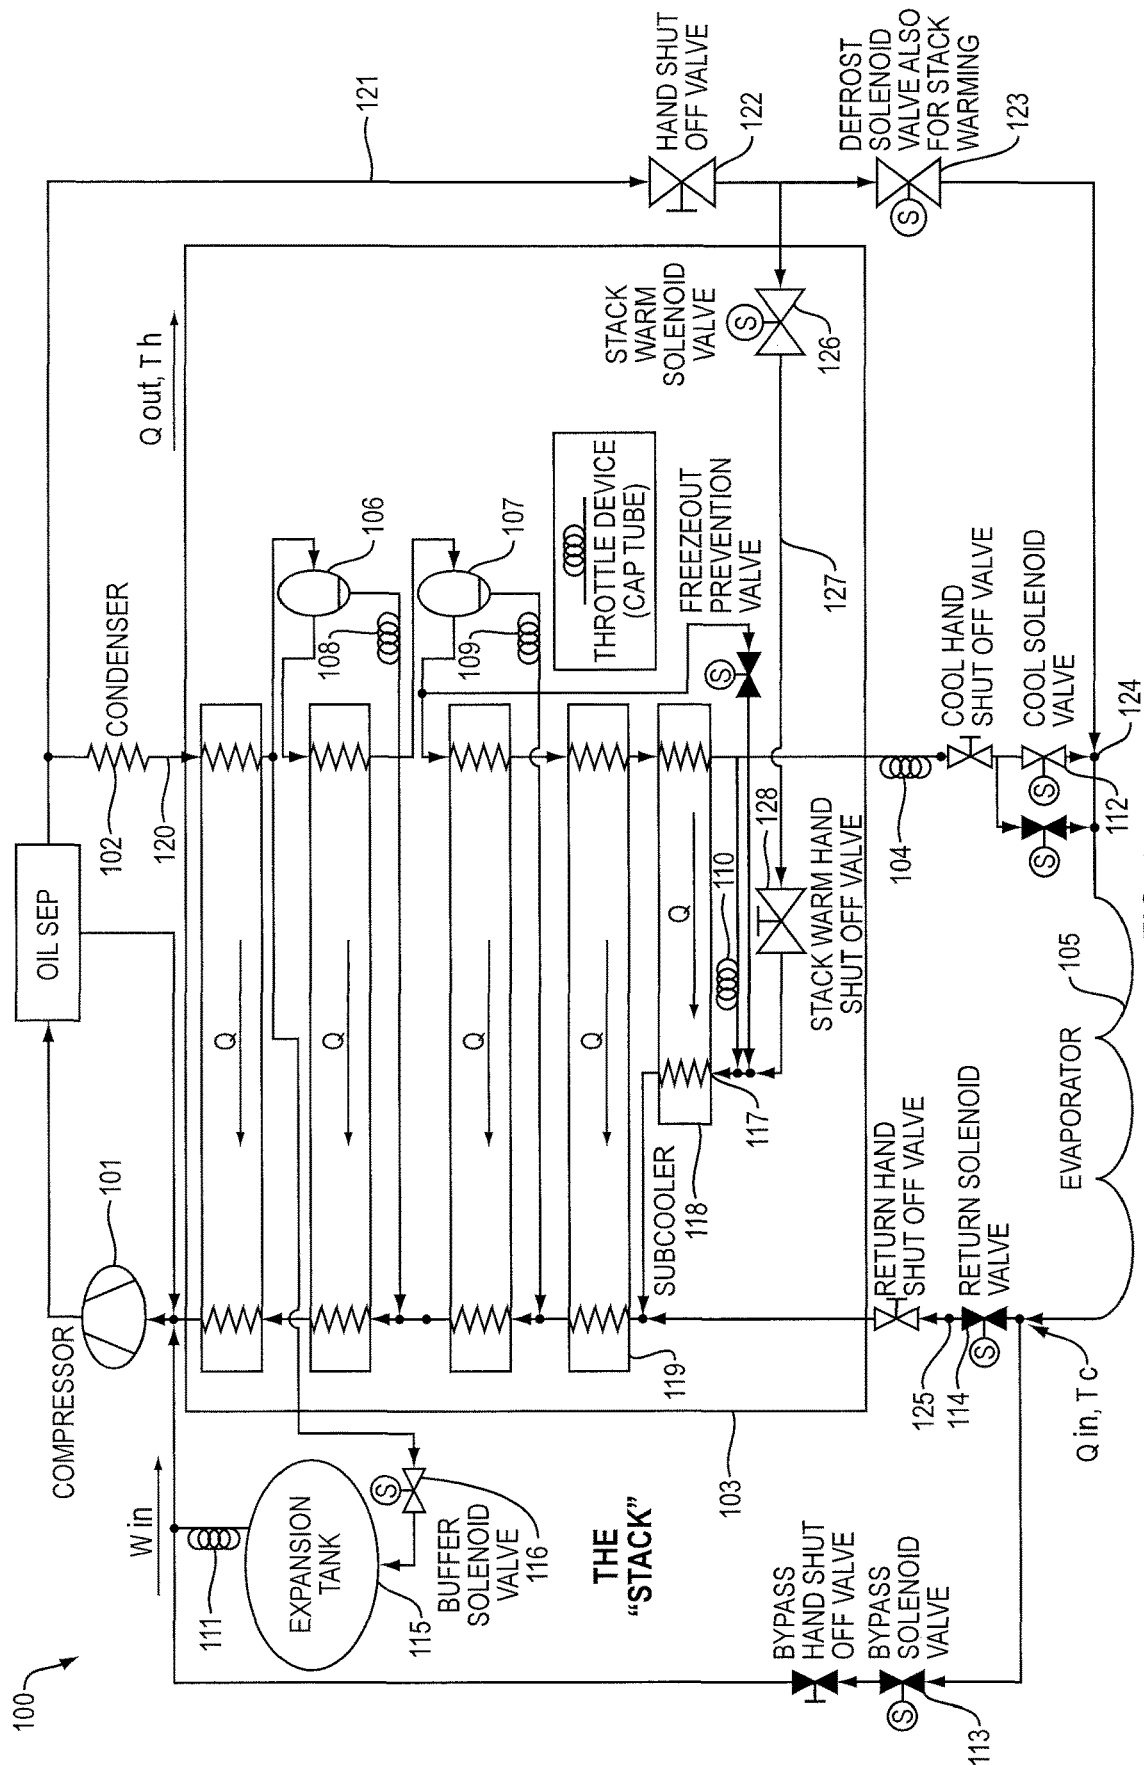 100
Q out, T h
121
COMPRESSOR
101
OIL SEP
102
CONDENSER
120
W in
111
EXPANSION
TANK
115
BUFFER
SOLENOID
VALVE
116
THE
"STACK"
103
Q
Q
Q
Q
Q
106
108
107
109
THROTTLE DEVICE
(CAP TUBE)
FREEZEOUT
PREVENTION
VALVE
STACK
WARM
SOLENOID
VALVE
S
126
HAND SHUT
OFF VALVE
122
DEFROST
SOLENOID
VALVE ALSO
FOR STACK
WARMING
S
123
SUBCOOLER
118
119
117
110
128
STACK WARM HAND
SHUT OFF VALVE
127
S
S
104
COOL HAND
SHUT OFF VALVE
COOL SOLENOID
VALVE
S
S
112
124
RETURN HAND
SHUT OFF VALVE
RETURN SOLENOID
VALVE
125
114
S
Q in, T c
EVAPORATOR
105
BYPASS
HAND SHUT
OFF VALVE
BYPASS
SOLENOID
VALVE
S
113